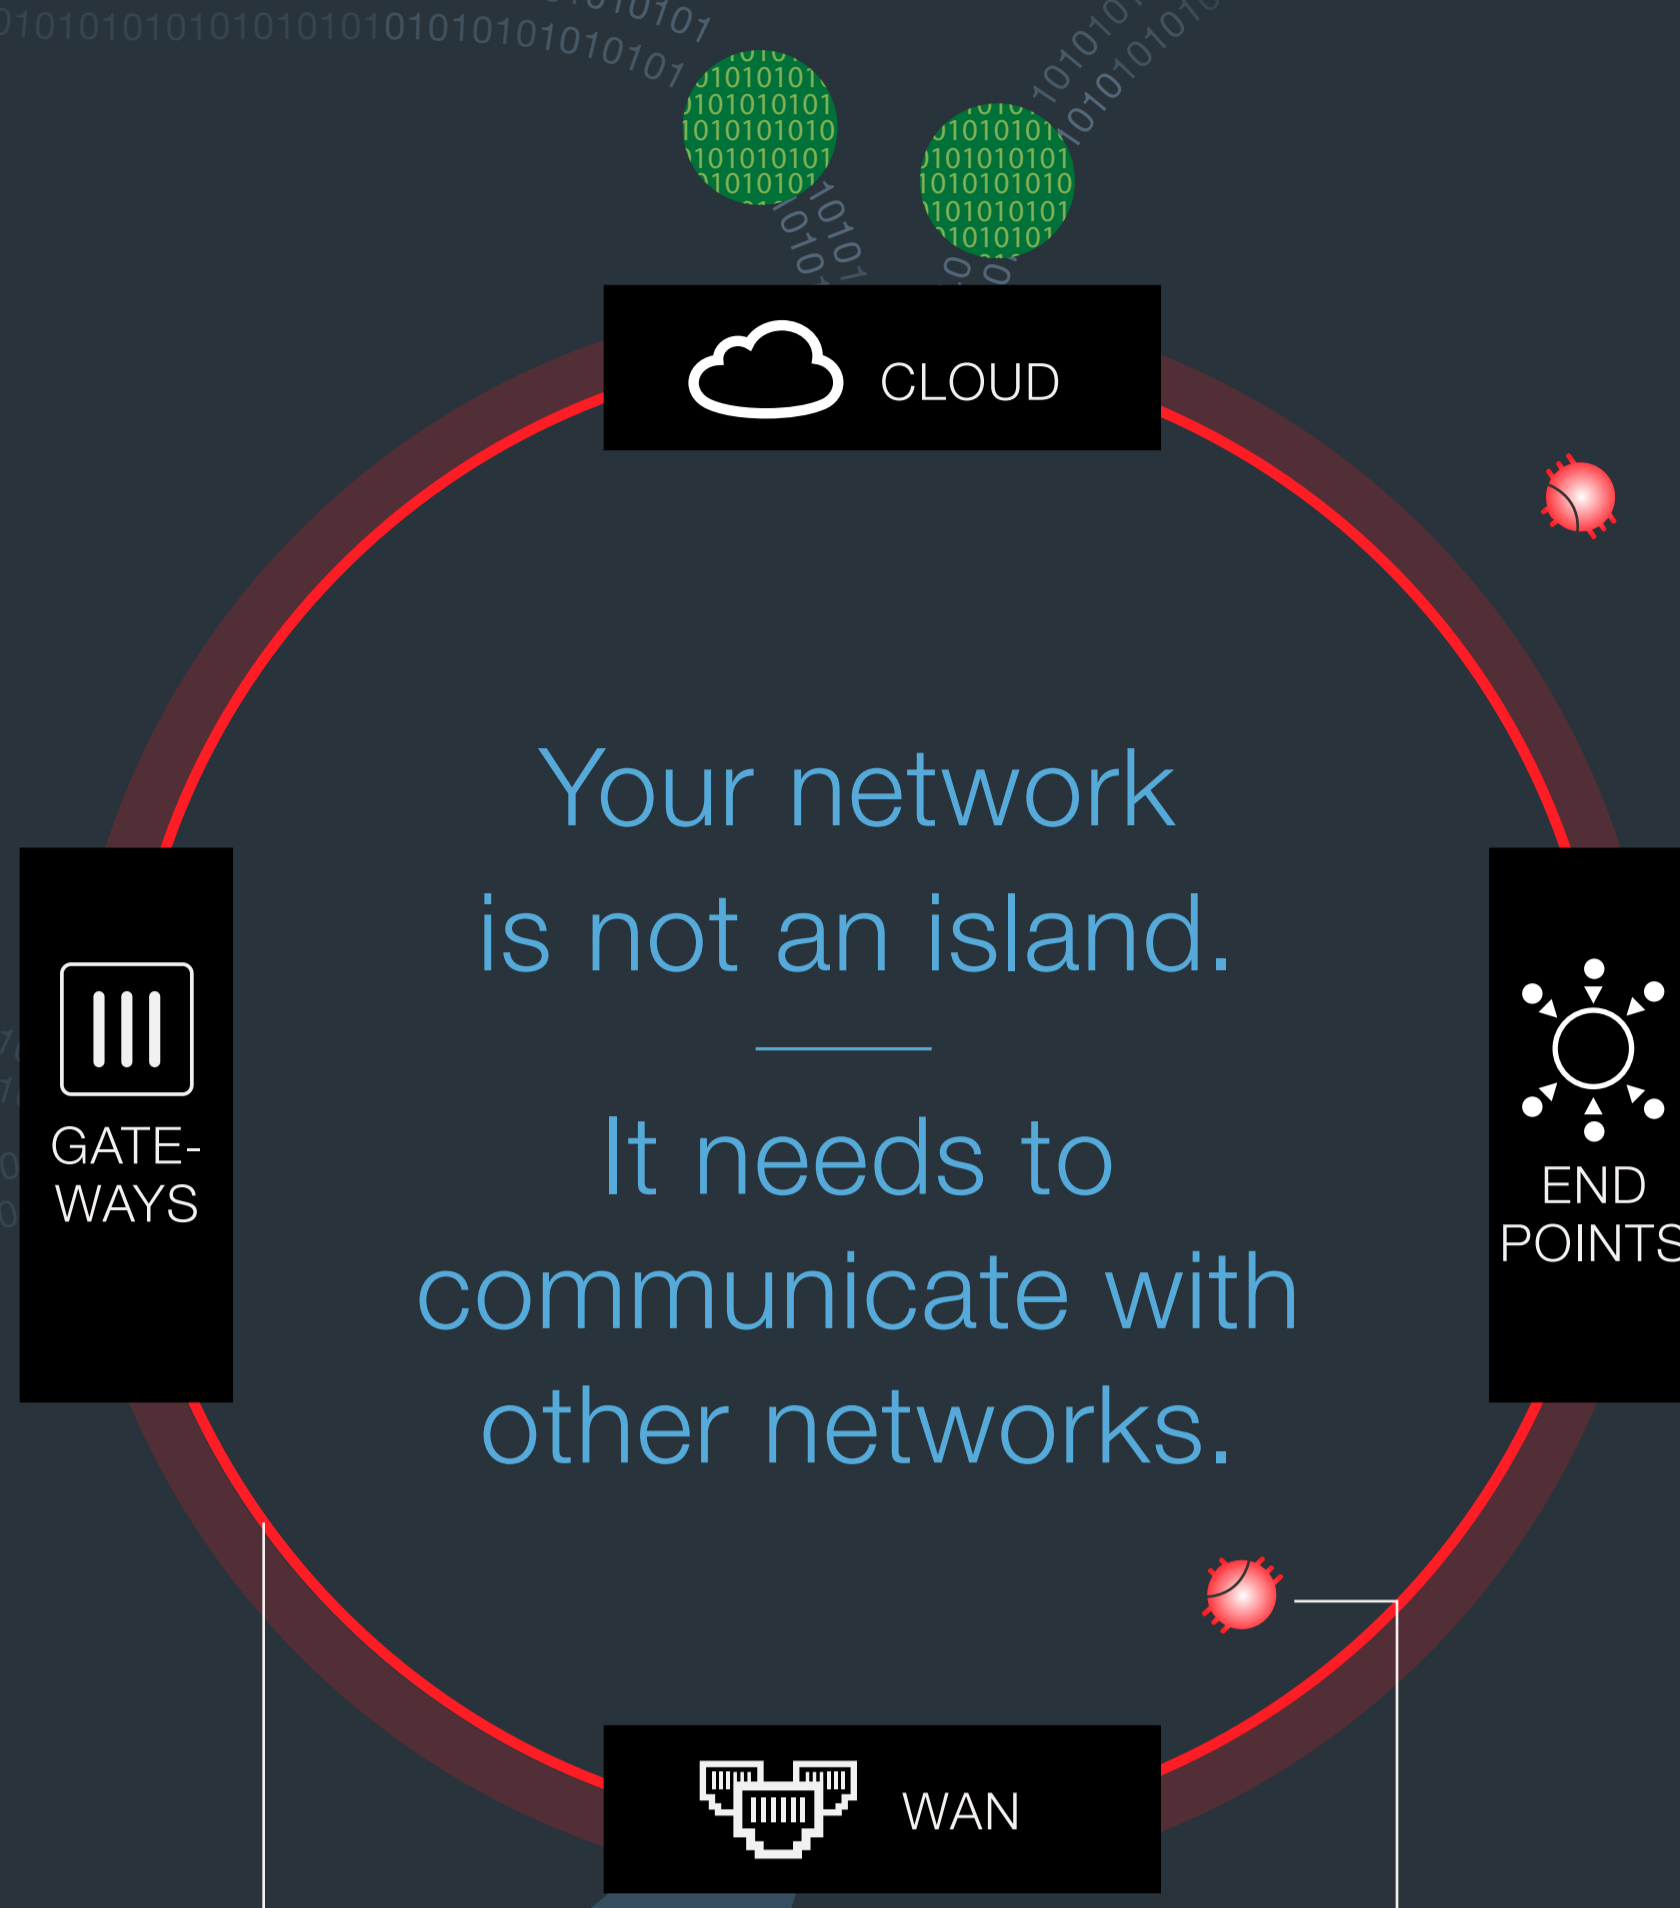 CLOUD
Your network
is not an island.
GATE-
WAYS
END
POINTS
It needs to
communicate with
other networks.
WAN